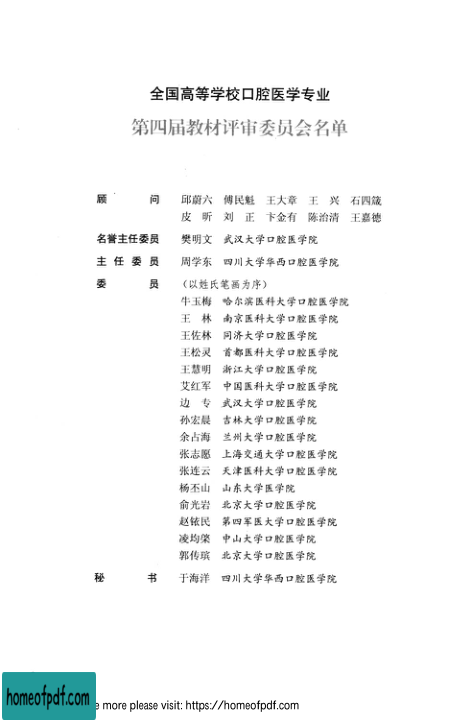 全国高等学校口腔医学专业
第四届教材评审委员会名单
顾 问 邱蔚六 傅民魁 王大章 王 兴 石四箴
皮 昕 刘 正 卞金有 陈治清 王嘉德
名誉主任委员 樊明文 武汉大学口腔医学院
主任委员 周学东 四川大学华西口腔医学院
委 员 (以姓氏笔画为序)
牛玉梅 哈尔滨医科大学口腔医学院
王 林 南京医科大学口腔医学院
王佐林 同济大学口腔医学院
王松灵 首都医科大学口腔医学院
王慧明 浙江大学口腔医学院
艾红军 中国医科大学口腔医学院
边 专 武汉大学口腔医学院
孙宏晨 吉林大学口腔医学院
余占海 兰州大学口腔医学院
张志愿 上海交通大学口腔医学院
张连云 天津医科大学口腔医学院
杨丕山 山东大学医学院
俞光岩 北京大学口腔医学院
赵铱民 第四军医大学口腔医学院
凌均棨 中山大学口腔医学院
郭传瑸 北京大学口腔医学院
秘 书 于海洋 四川大学华西口腔医学院
homeofpdf.com
e more please visit: https://homeofpdf.com